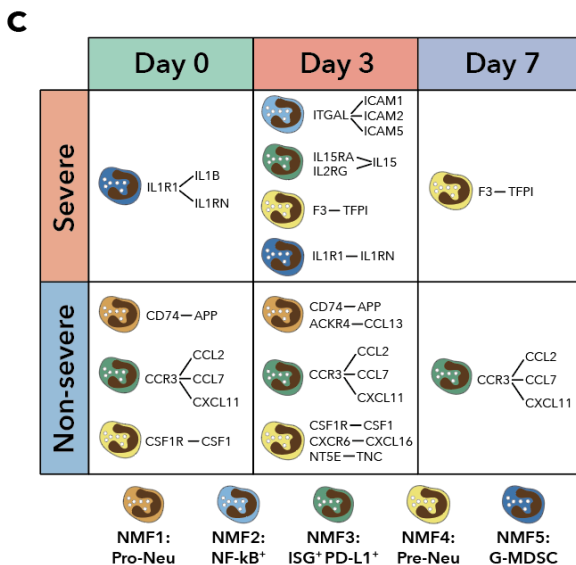 C
Day 0
Day 3
Day 7
Severe
IL1R1
IL1B
IL1RN
ITGAL
ICAM1
ICAM2
ICAM5
IL15RA
IL2RG
IL15
F3 — TFPI
IL1R1 — IL1RN
F3 — TFPI
Non-severe
CD74 — APP
CCR3
CCL2
CCL7
CXCL11
CSF1R — CSF1
CD74 — APP
ACKR4 — CCL13
CCR3
CCL2
CCL7
CXCL11
CSF1R — CSF1
CXCR6 — CXCL16
NT5E — TNC
CCR3
CCL2
CCL7
CXCL11
NMF1:
Pro-Neu
NMF2:
NF-kB⁺
NMF3:
ISG⁺ PD-L1⁺
NMF4:
Pre-Neu
NMF5:
G-MDSC